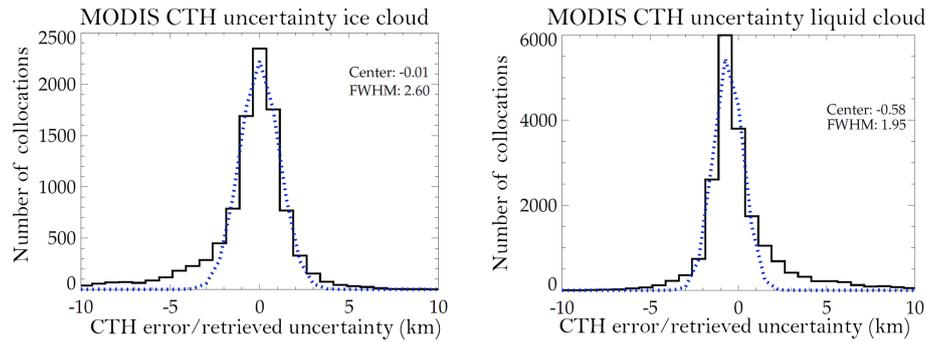 MODIS CTH uncertainty ice cloud
Number of collocations
2500
2000
1500
1000
500
0
Center: -0.01
FWHM: 2.60
-10 -5 0 5 10
CTH error/retrieved uncertainty (km)
MODIS CTH uncertainty liquid cloud
Number of collocations
6000
4000
2000
0
Center: -0.58
FWHM: 1.95
-10 -5 0 5 10
CTH error/retrieved uncertainty (km)